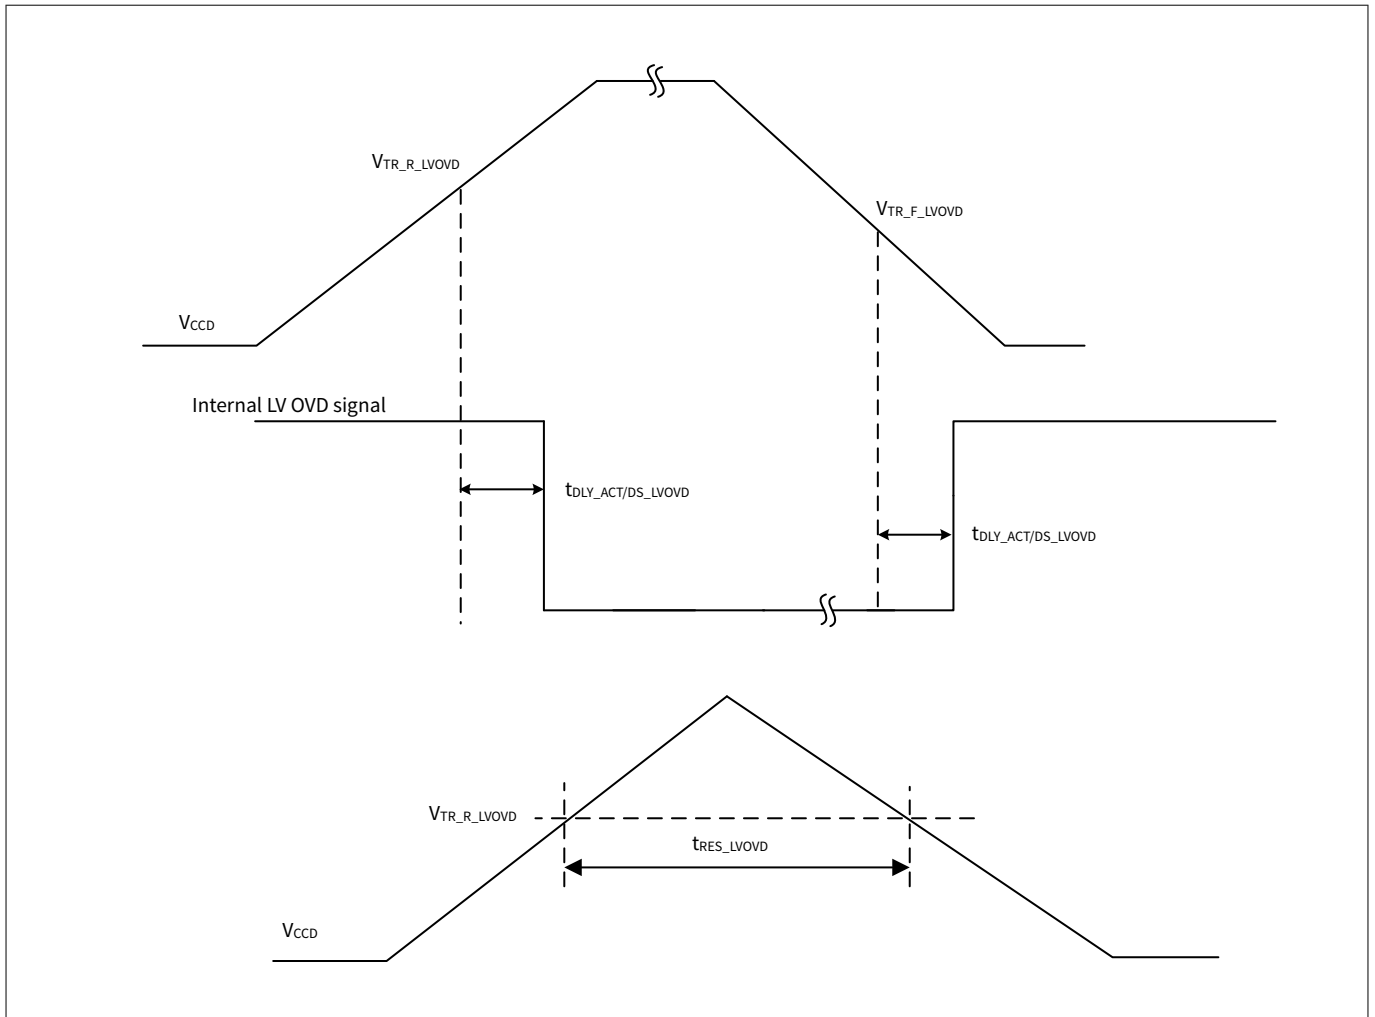 VTR_R_LVOVD
VTR_F_LVOVD
VCCD
Internal LV OVD signal
tDLY_ACT/DS_LVOVD
tDLY_ACT/DS_LVOVD
VTR_R_LVOVD
tRES_LVOVD
VCCD